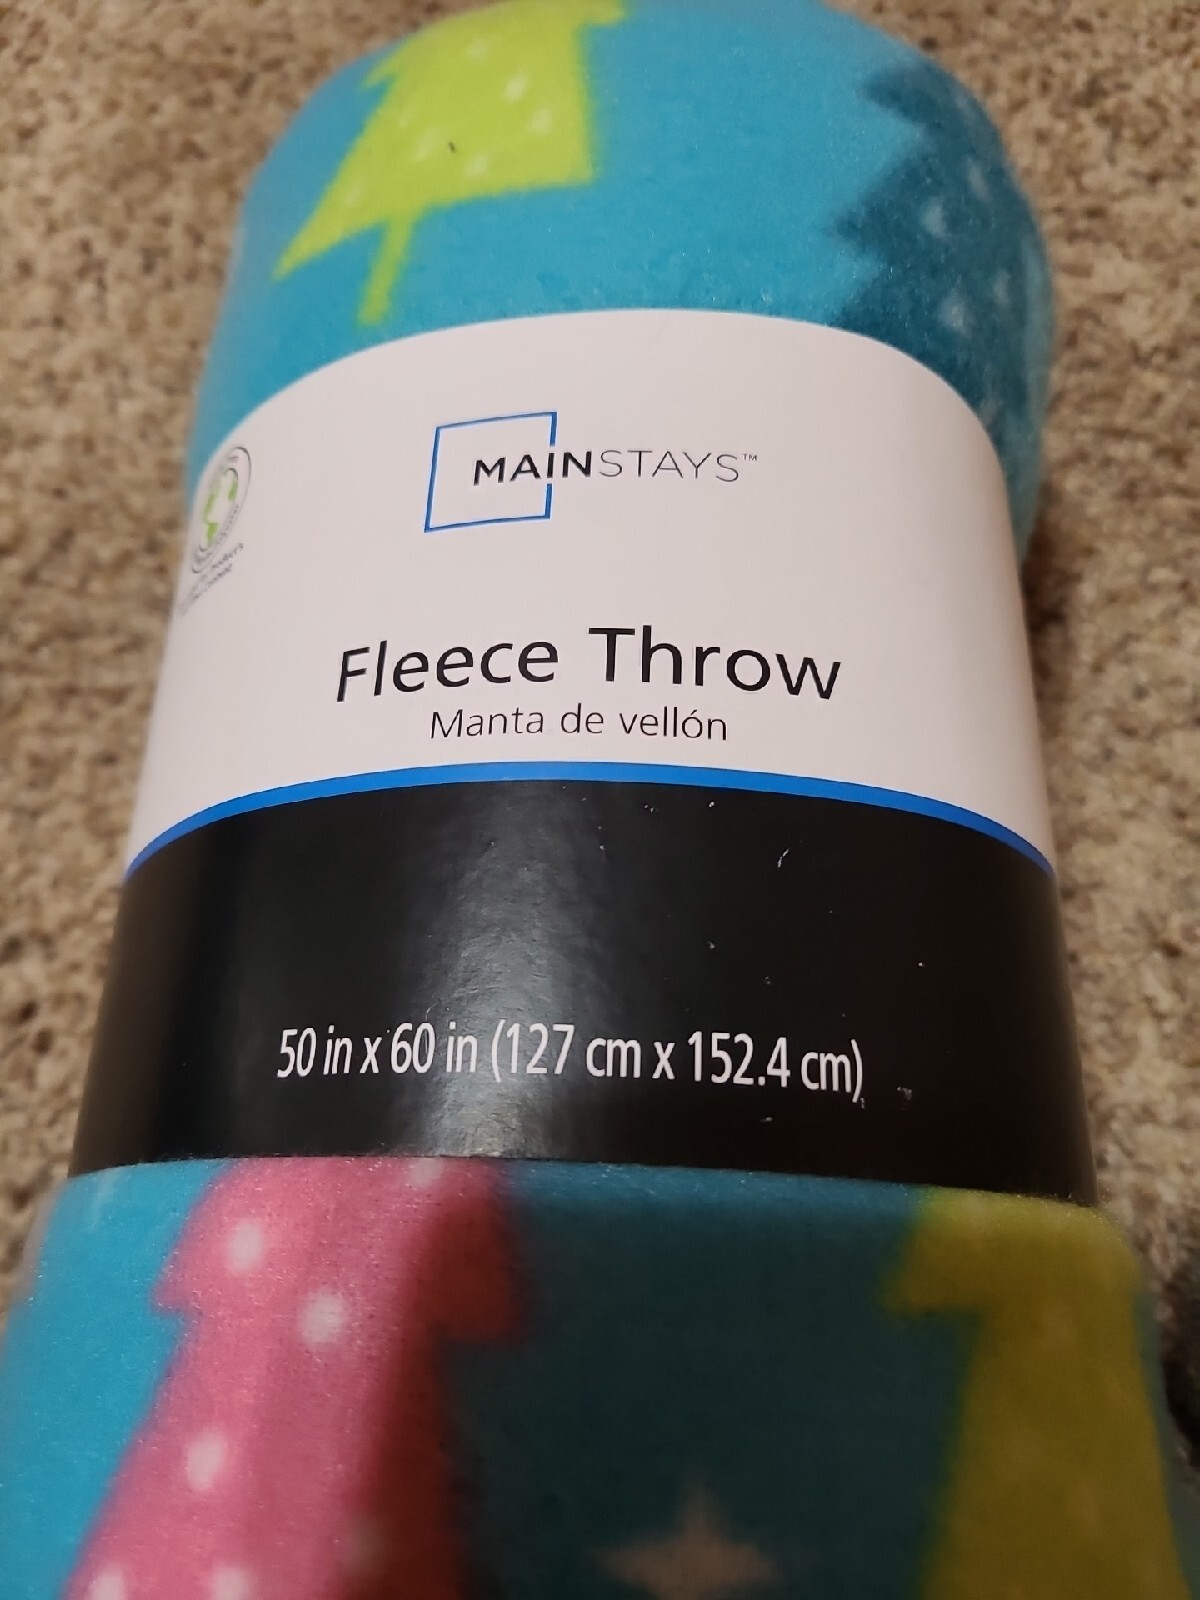 MAINSTAYS™
Fleece Throw
Manta de vellón
50 in x 60 in (127 cm x 152.4 cm)